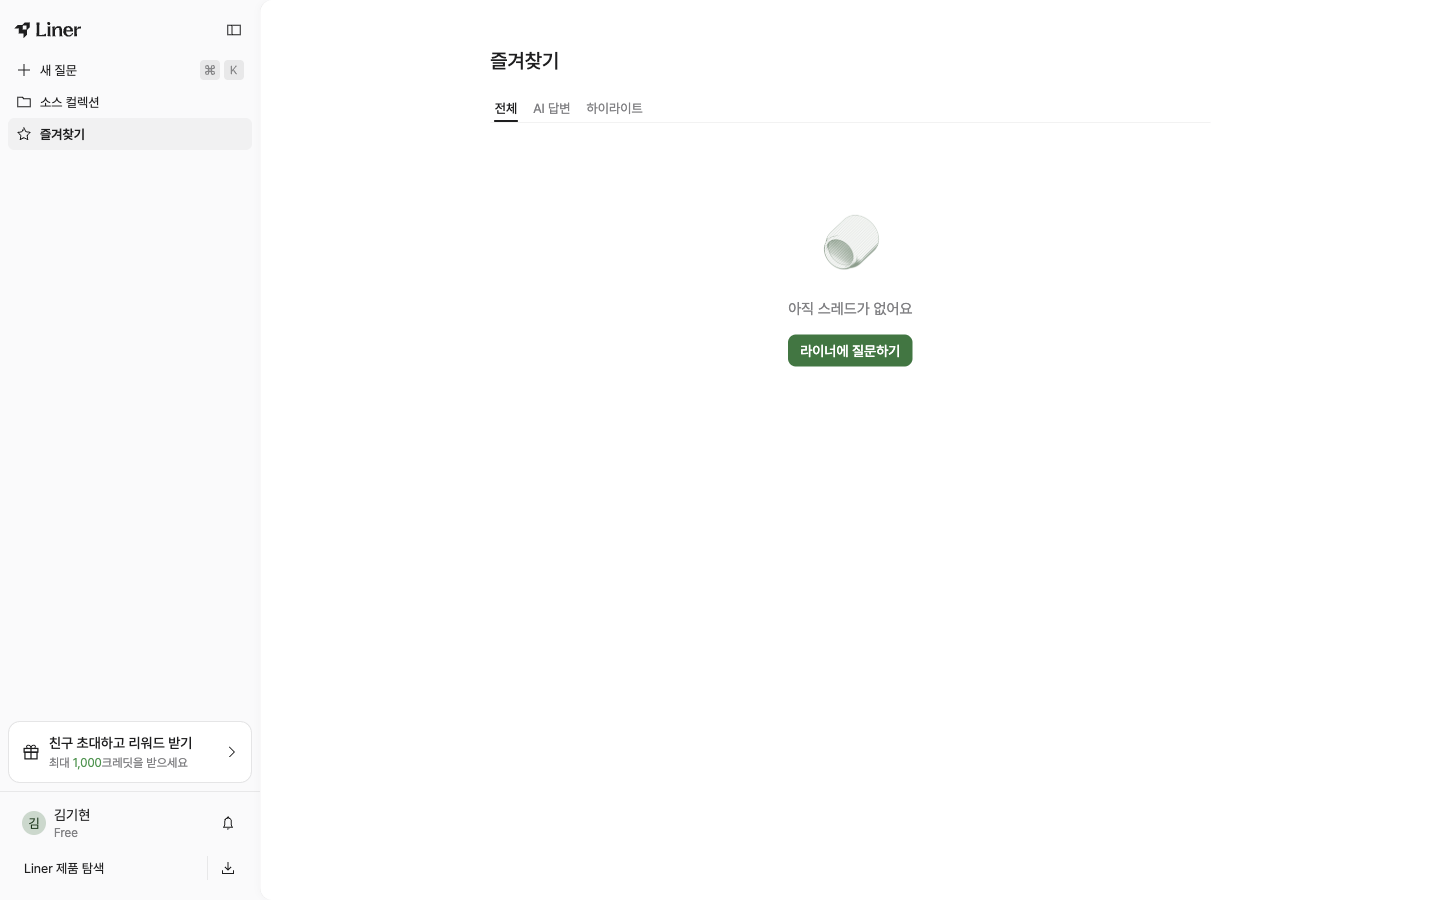 Liner
새 질문 ⌘ K
소스 컬렉션
즐겨찾기
친구 초대하고 리워드 받기
최대 1,000크레딧을 받으세요
김 김기현
Free
Liner 제품 탐색
즐겨찾기
전체 AI 답변 하이라이트
아직 스레드가 없어요
라이너에 질문하기